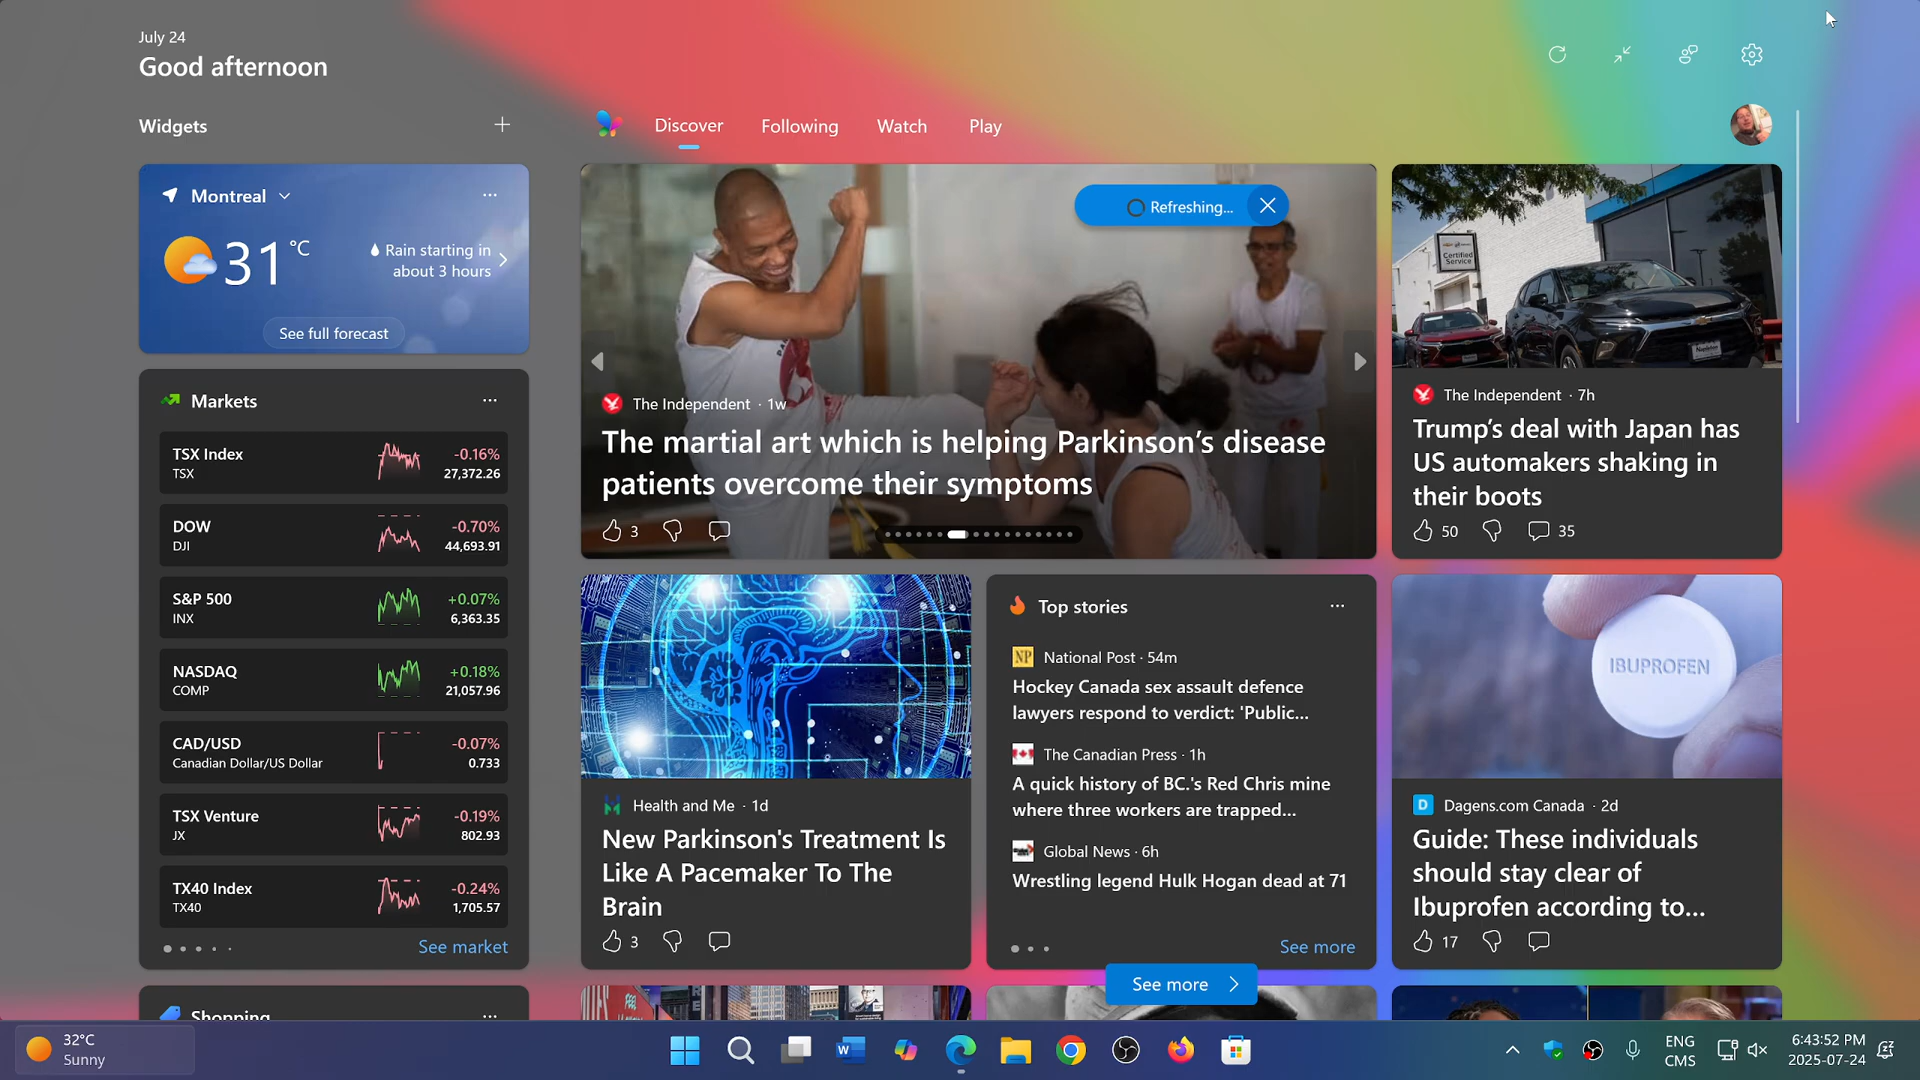 July 24
Good afternoon
Widgets
Discover
Following
Watch
Play
Montreal
31
°C
Rain starting in
about 3 hours
See full forecast
Markets
TSX Index
TSX
-0.16%
27,372.26
DOW
DJI
-0.70%
44,693.91
S&P 500
INX
+0.07%
6,363.35
NASDAQ
COMP
+0.18%
21,057.96
CAD/USD
Canadian Dollar/US Dollar
-0.07%
0.733
TSX Venture
JX
-0.19%
802.93
TX40 Index
TX40
-0.24%
1,705.57
See market
Shopping
Refreshing...
The Independent · 1w
The martial art which is helping Parkinson's disease
patients overcome their symptoms
3
Certified
Service
The Independent · 7h
Trump's deal with Japan has
US automakers shaking in
their boots
50
35
Health and Me · 1d
New Parkinson's Treatment Is
Like A Pacemaker To The
Brain
3
Top stories
NP National Post · 54m
Hockey Canada sex assault defence
lawyers respond to verdict: 'Public...
The Canadian Press · 1h
A quick history of BC.'s Red Chris mine
where three workers are trapped...
Global News · 6h
Wrestling legend Hulk Hogan dead at 71
See more
IBUPROFEN
D Dagens.com Canada · 2d
Guide: These individuals
should stay clear of
Ibuprofen according to...
17
See more
32°C
Sunny
W
ENG
CMS
6:43:52 PM
2025-07-24